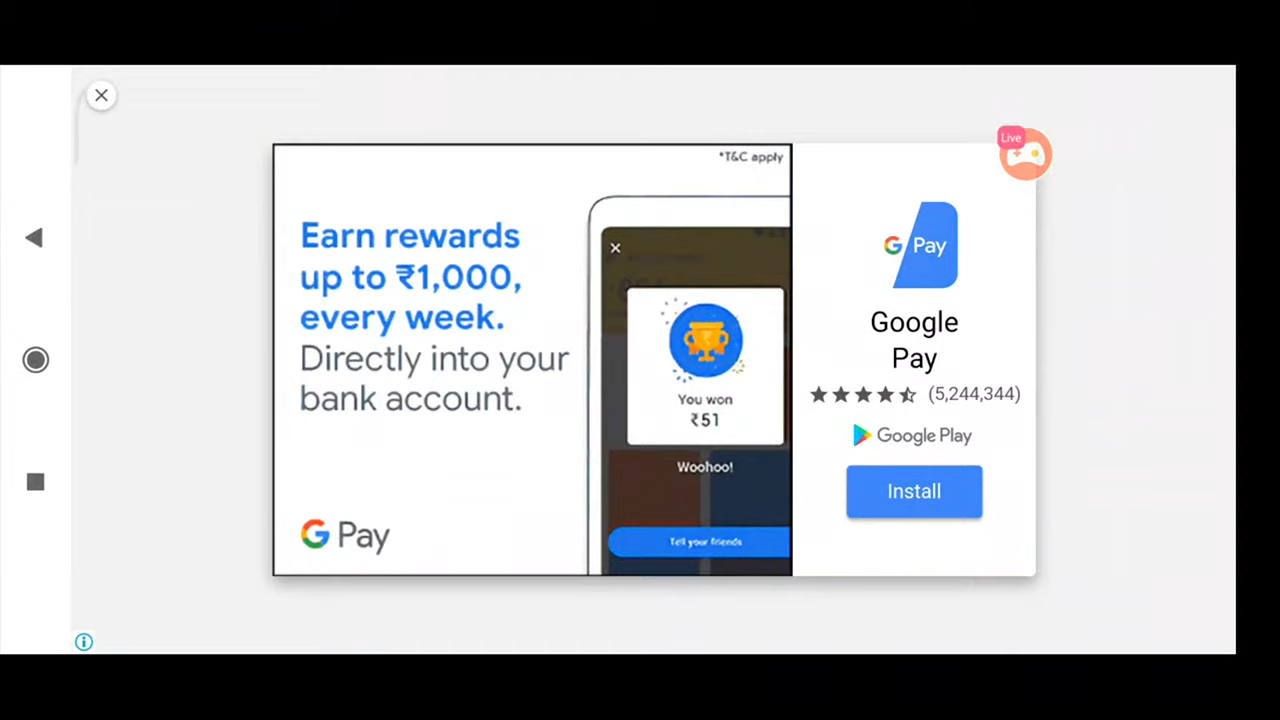 Live
*T&C apply
Earn rewards
up to ₹1,000,
every week.
Directly into your
bank account.
G Pay
You won
₹51
Woohoo!
Tell your friends
G Pay
Google
Pay
(5,244,344)
Google Play
Install